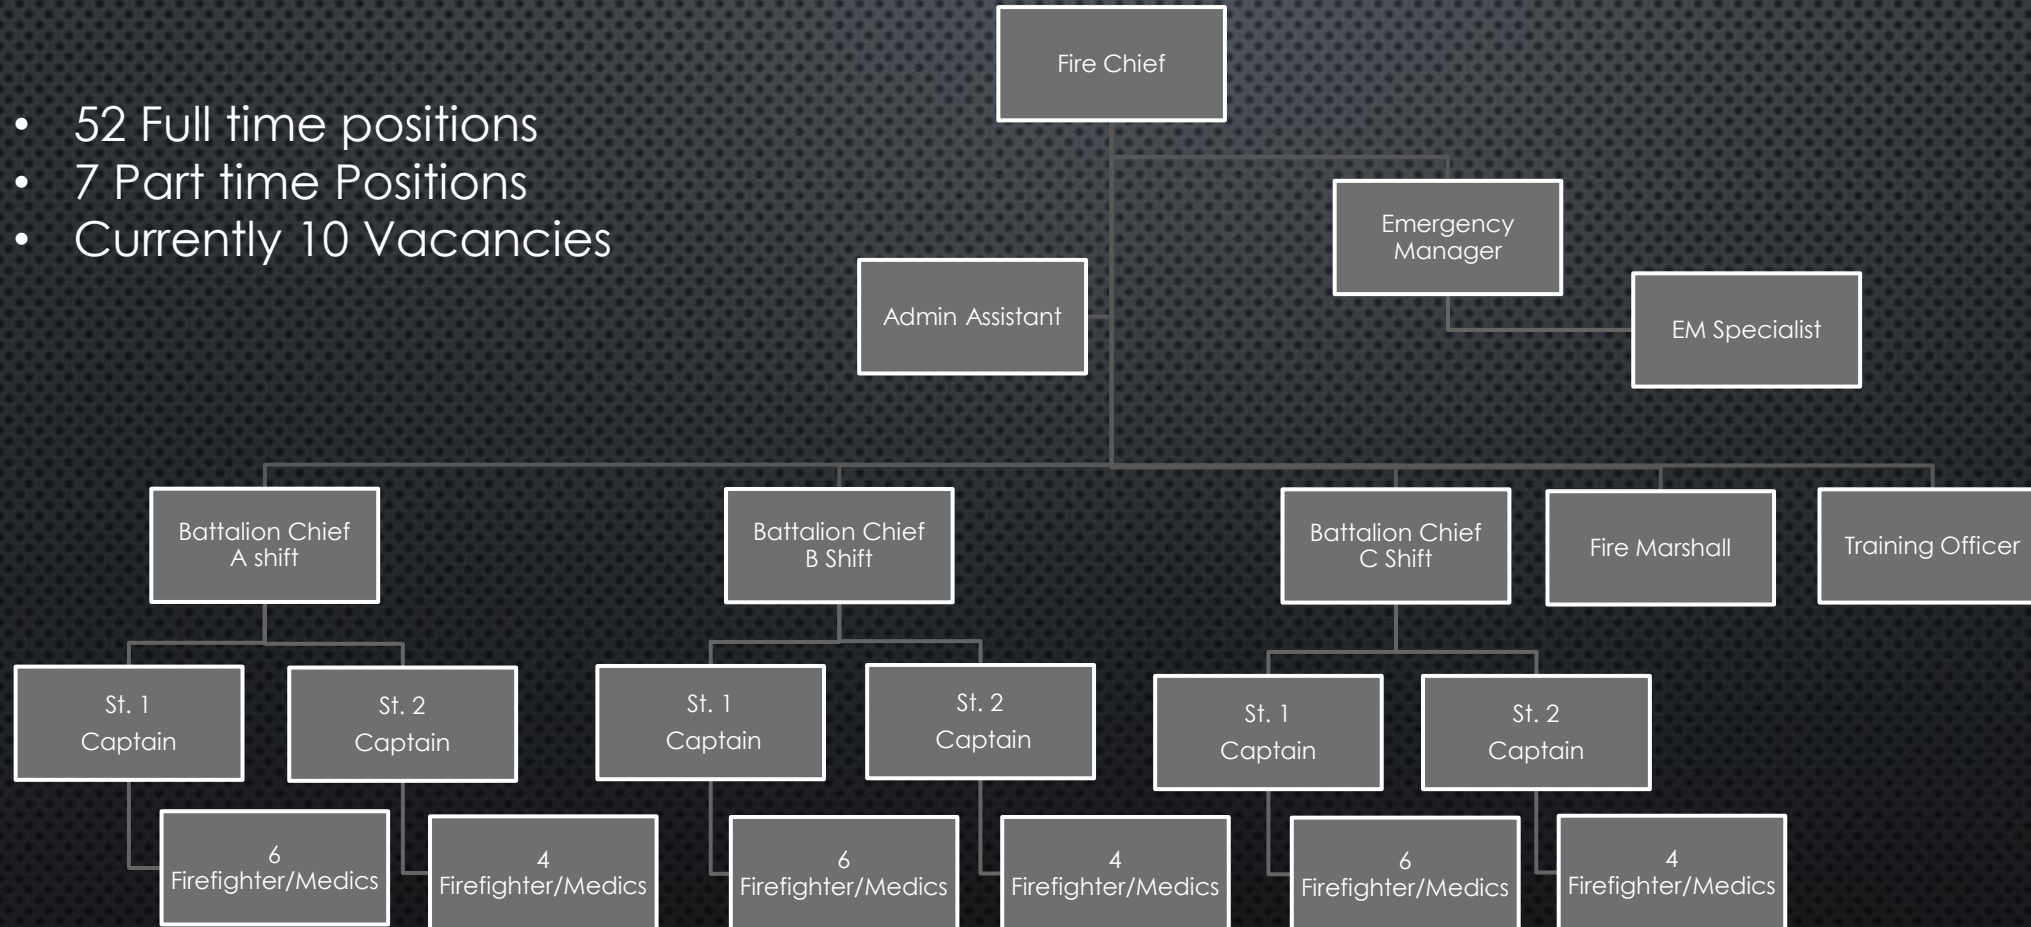 Fire Chief
• 52 Full time positions
• 7 Part time Positions
• Currently 10 Vacancies
Emergency
Manager
Admin Assistant
EM Specialist
Battalion Chief
A shift
Battalion Chief
B Shift
Battalion Chief
C Shift
Fire Marshall
Training Officer
St. 1
Captain
St. 2
Captain
St. 1
Captain
St. 2
Captain
St. 1
Captain
St. 2
Captain
6
Firefighter/Medics
4
Firefighter/Medics
6
Firefighter/Medics
4
Firefighter/Medics
6
Firefighter/Medics
4
Firefighter/Medics